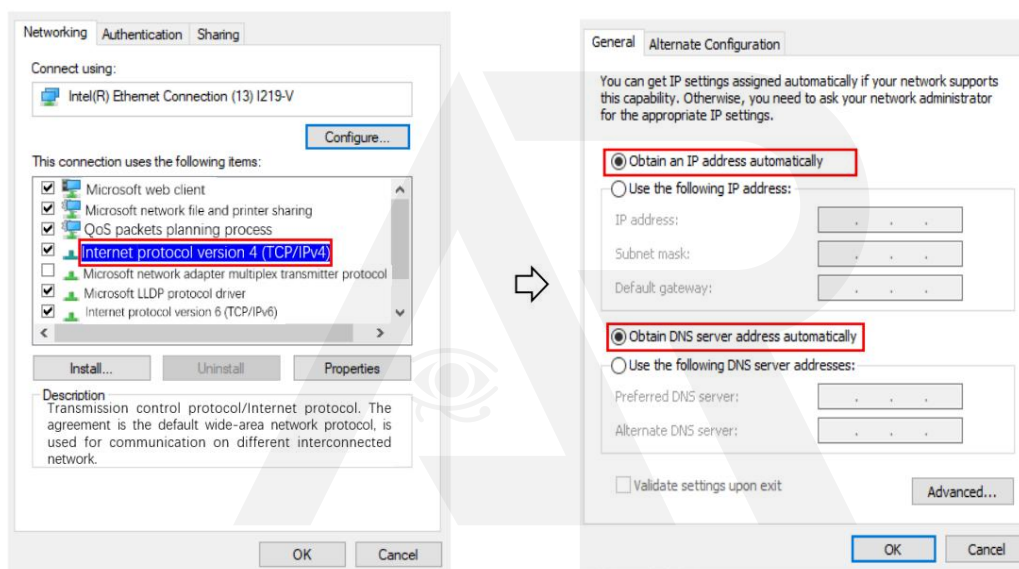 Networking Authentication Sharing
Connect using:
Intel(R) Ethernet Connection (13) I219-V
Configure...
This connection uses the following items:
Microsoft web client
Microsoft network file and printer sharing
QoS packets planning process
Internet protocol version 4 (TCP/IPv4)
Microsoft network adapter multiplex transmitter protocol
Microsoft LLDP protocol driver
Internet protocol version 6 (TCP/IPv6)
Install... Uninstall Properties
Description
Transmission control protocol/Internet protocol. The
agreement is the default wide-area network protocol, is
used for communication on different interconnected
network.
OK Cancel
General Alternate Configuration
You can get IP settings assigned automatically if your network supports
this capability. Otherwise, you need to ask your network administrator
for the appropriate IP settings.
Obtain an IP address automatically
Use the following IP address:
IP address:
Subnet mask:
Default gateway:
Obtain DNS server address automatically
Use the following DNS server addresses:
Preferred DNS server:
Alternate DNS server:
Validate settings upon exit
Advanced...
OK Cancel
AR